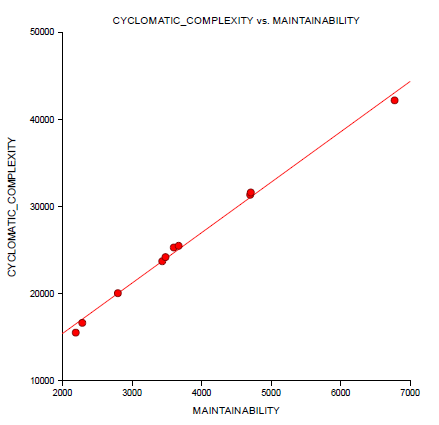 CYCLOMATIC_COMPLEXITY vs. MAINTAINABILITY
50000
40000
30000
20000
10000
CYCLOMATIC_COMPLEXITY
2000 3000 4000 5000 6000 7000
MAINTAINABILITY